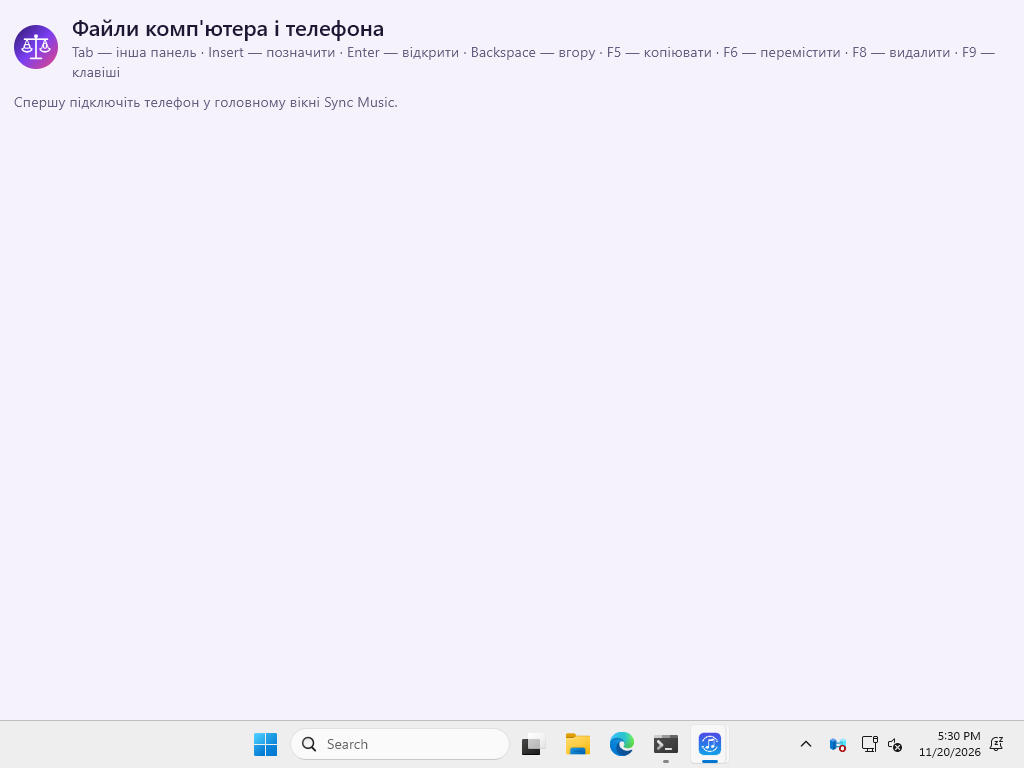 Файли комп'ютера і телефона
Tab — інша панель · Insert — позначити · Enter — відкрити · Backspace — вгору · F5 — копіювати · F6 — перемістити · F8 — видалити · F9 —
клавіші
Спершу підключіть телефон у головному вікні Sync Music.
Search
5:30 PM
11/20/2026